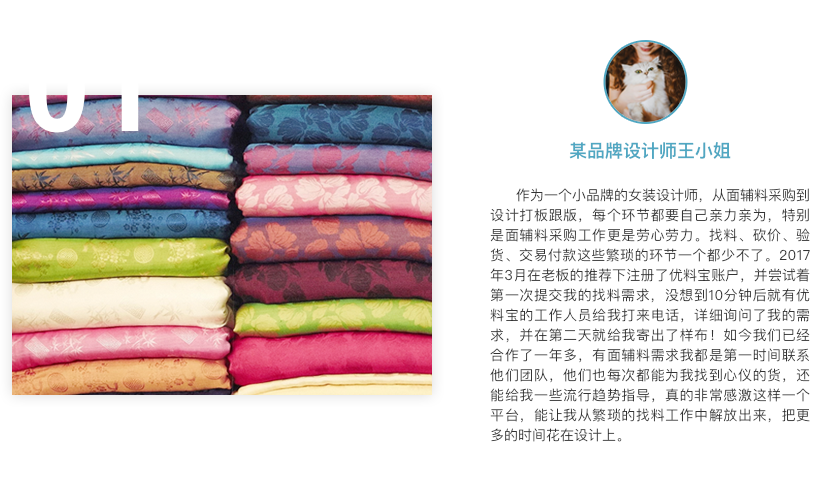 01
某品牌设计师王小姐
作为一个小品牌的女装设计师，从面辅料采购到
设计打板跟版，每个环节都要自己亲力亲为，特别
是面辅料采购工作更是劳心劳力。找料、砍价、验
货、交易付款这些繁琐的环节一个都少不了。2017
年3月在老板的推荐下注册了优料宝账户，并尝试着
第一次提交我的找料需求，没想到10分钟后就有优
料宝的工作人员给我打来电话，详细询问了我的需
求，并在第二天就给我寄出了样布！如今我们已经
合作了一年多，有面辅料需求我都是第一时间联系
他们团队，他们也每次都能为我找到心仪的货，还
能给我一些流行趋势指导，真的非常感激这样一个
平台，能让我从繁琐的找料工作中解放出来，把更
多的时间花在设计上。